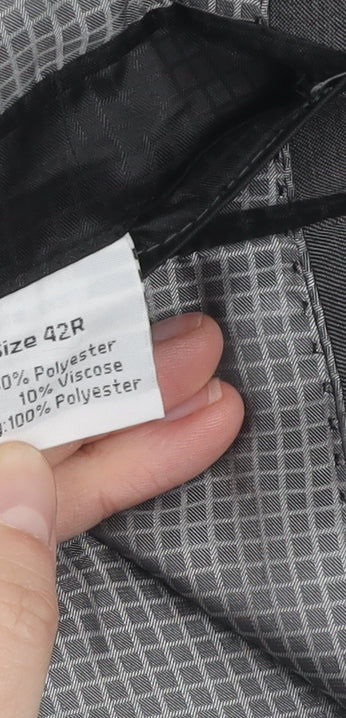 Size 42R
0% Polyester
10% Viscose
g:100% Polyester